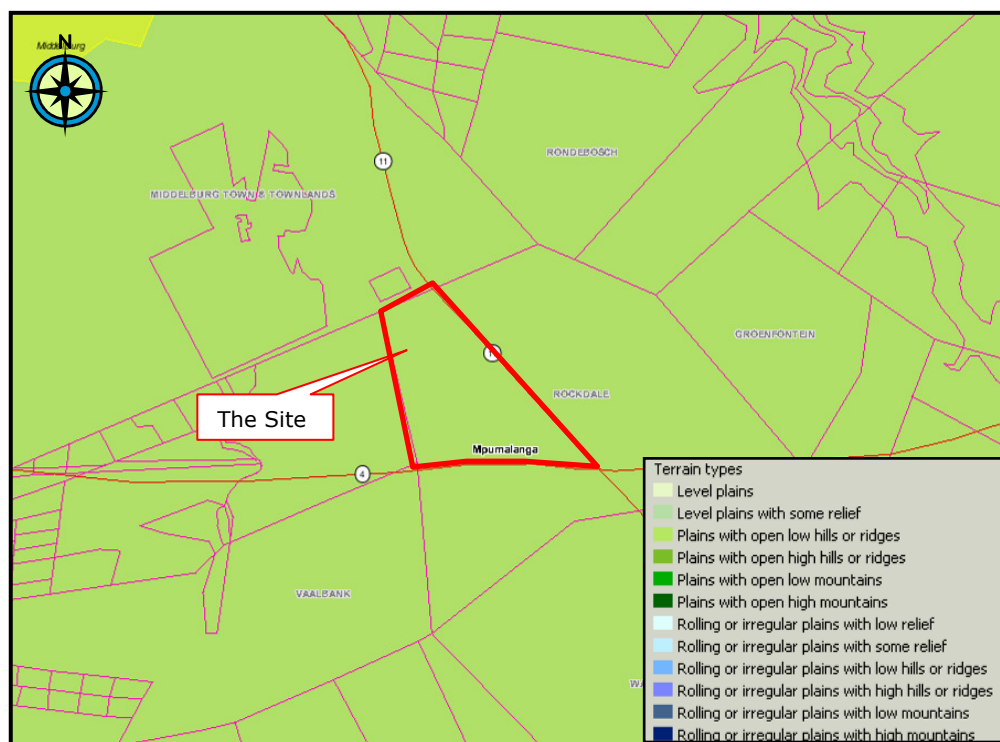 Middelburg
N
11
RONDEBOSCH
MIDDELBURG TOWN & TOWNLANDS
GROENFONTEIN
ROCKDALE
The Site
Mpumalanga
4
VAALBANK
Terrain types
Level plains
Level plains with some relief
Plains with open low hills or ridges
Plains with open high hills or ridges
Plains with open low mountains
Plains with open high mountains
Rolling or irregular plains with low relief
Rolling or irregular plains with some relief
Rolling or irregular plains with low hills or ridges
Rolling or irregular plains with high hills or ridges
Rolling or irregular plains with low mountains
Rolling or irregular plains with high mountains